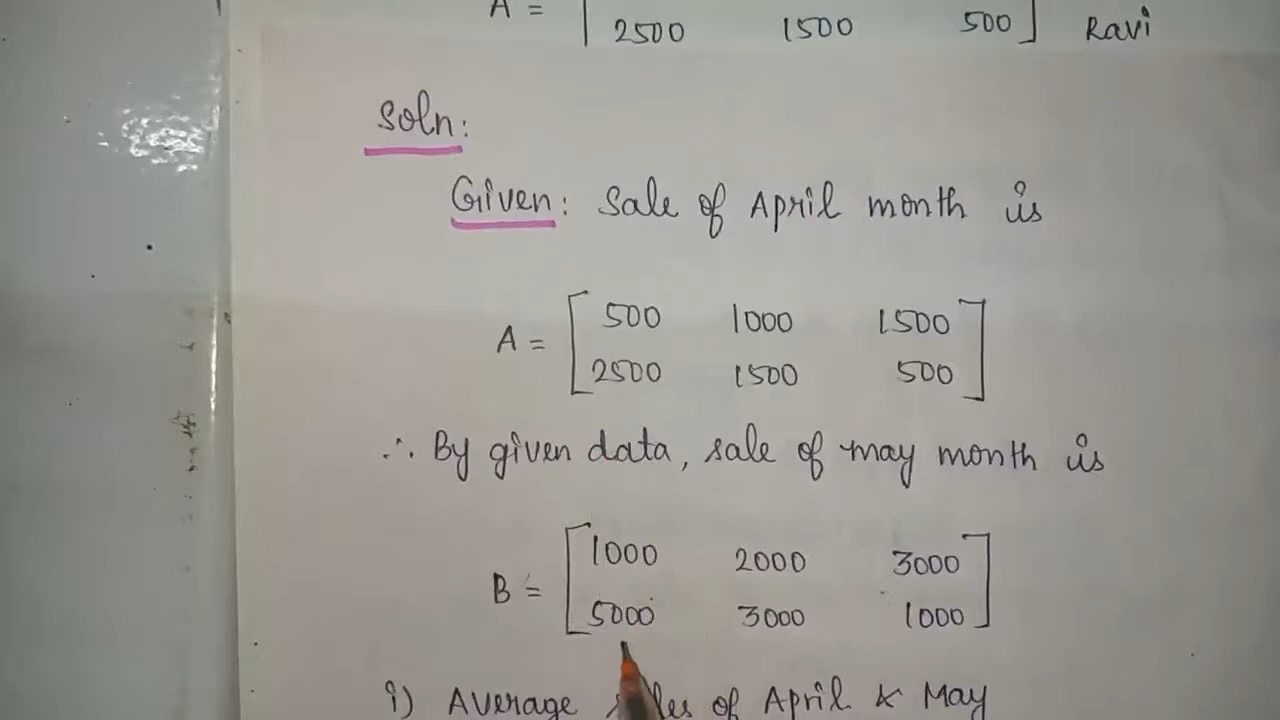 A = 2500 1500 500 Ravi
Soln:
Given: Sale of April month is
A = [ 500 1000 1500
2500 1500 500 ]
∴ By given data, sale of may month is
B = [ 1000 2000 3000
5000 3000 1000 ]
i) Average of April & May